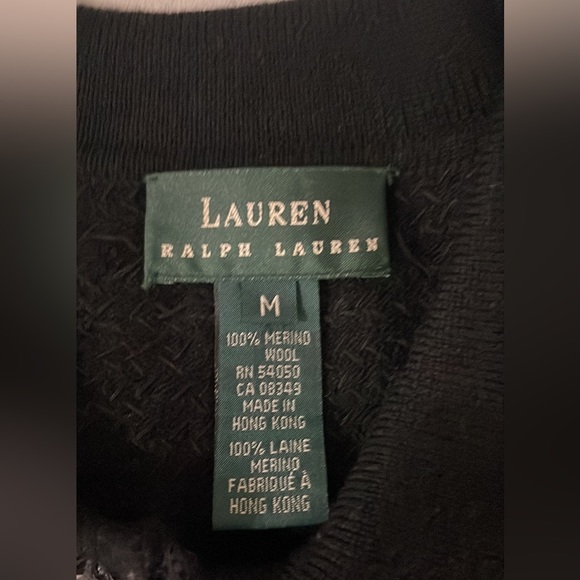 LAUREN
RALPH LAUREN
M
100% MERINO
WOOL
RN 54050
CA 08349
MADE IN
HONG KONG
100% LAINE
MERINO
FABRIQUÉ À
HONG KONG